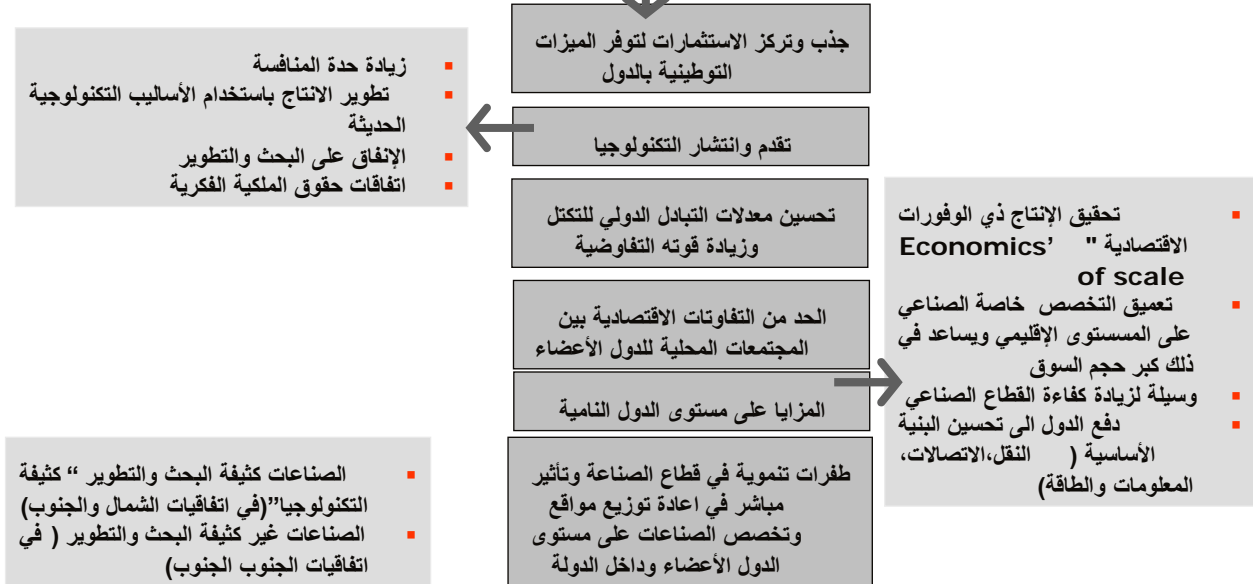 جذب وتركز الاستثمارات لتوفر الميزات
التوطينية بالدول
زيادة حدة المنافسة
تطوير الانتاج باستخدام الأساليب التكنولوجية
الحديثة
الإنفاق على البحث والتطوير
اتفاقات حقوق الملكية الفكرية
تقدم وانتشار التكنولوجيا
تحسين معدلات التبادل الدولي للتكتل
وزيادة قوته التفاوضية
الحد من التفاوتات الاقتصادية بين
المجتمعات المحلية للدول الأعضاء
المزايا على مستوى الدول النامية
تحقيق الإنتاج ذي الوفورات
الاقتصادية " Economics’
of scale
تعميق التخصص خاصة الصناعي
على المسستوى الإقليمي ويساعد في
ذلك كبر حجم السوق
وسيلة لزيادة كفاءة القطاع الصناعي
دفع الدول الى تحسين البنية
الأساسية ( النقل،الاتصالات،
المعلومات والطاقة)
طفرات تنموية في قطاع الصناعة وتأثير
مباشر في اعادة توزيع مواقع
وتخصص الصناعات على مستوى
الدول الأعضاء وداخل الدولة
الصناعات كثيفة البحث والتطوير “ كثيفة
التكنولوجيا”(في اتفاقيات الشمال والجنوب)
الصناعات غير كثيفة البحث والتطوير ( في
اتفاقيات الجنوب الجنوب)